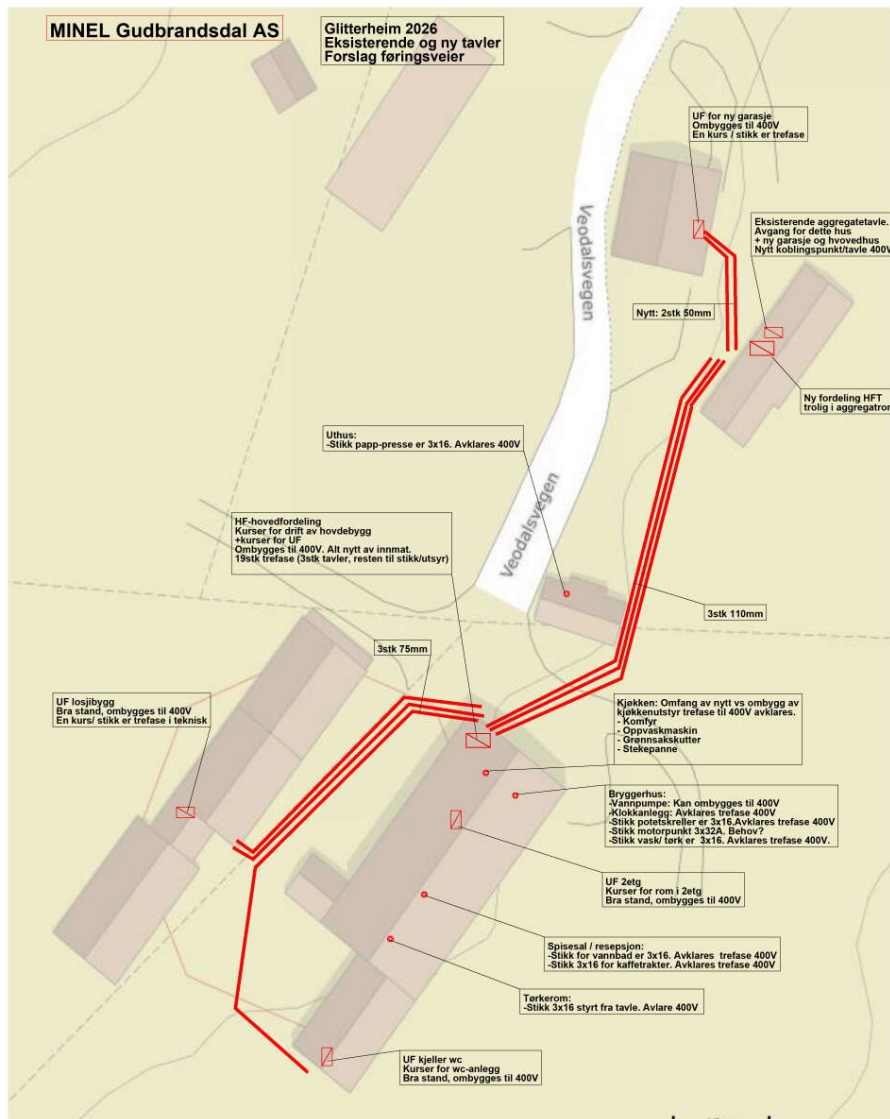 MINEL Gudbrandsdal AS
Glitterheim 2026
Eksisterende og ny tavler
Forslag føringsveier
UF for ny garasje
Ombygges til 400V
En kurs / stikk er trefase
Veodalsvegen
Eksisterende aggregatetavle.
Avgang for dette hus
+ ny garasje og hvovedhus
Nytt koblingspunkt/tavle 400V
Nytt: 2stk 50mm
Ny fordeling HFT
trolig i aggregatrom
Uthus:
-Stikk papp-presse er 3x16. Avklares 400V
HF-hovedfordeling
Kurser for drift av hovdebygg
+kurser for UF
Ombygges til 400V. Alt nytt av innmat.
19stk trefase (3stk tavler, resten til stikk/utsyr)
Veodalsvegen
3stk 110mm
3stk 75mm
UF losjibygg
Bra stand, ombygges til 400V
En kurs/ stikk er trefase i teknisk
Kjøkken: Omfang av nytt vs ombygg av
kjøkkenutstyr trefase til 400V avklares.
- Komfyr
- Oppvaskmaskin
- Grønnsakskutter
- Stekepanne
Bryggerhus:
-Vannpumpe: Kan ombygges til 400V
-Klokkanlegg: Avklares trefase 400V
-Stikk potetskreller er 3x16.Avklares trefase 400V
-Stikk motorpunkt 3x32A. Behov?
-Stikk vask/ tørk er 3x16. Avklares trefase 400V.
UF 2etg
Kurser for rom i 2etg
Bra stand, ombygges til 400V
Spisesal / resepsjon:
-Stikk for vannbad er 3x16. Avklares trefase 400V
-Stikk 3x16 for kaffetrakter. Avklares trefase 400V
Tørkerom:
-Stikk 3x16 styrt fra tavle. Avlare 400V
UF kjeller wc
Kurser for wc-anlegg
Bra stand, ombygges til 400V